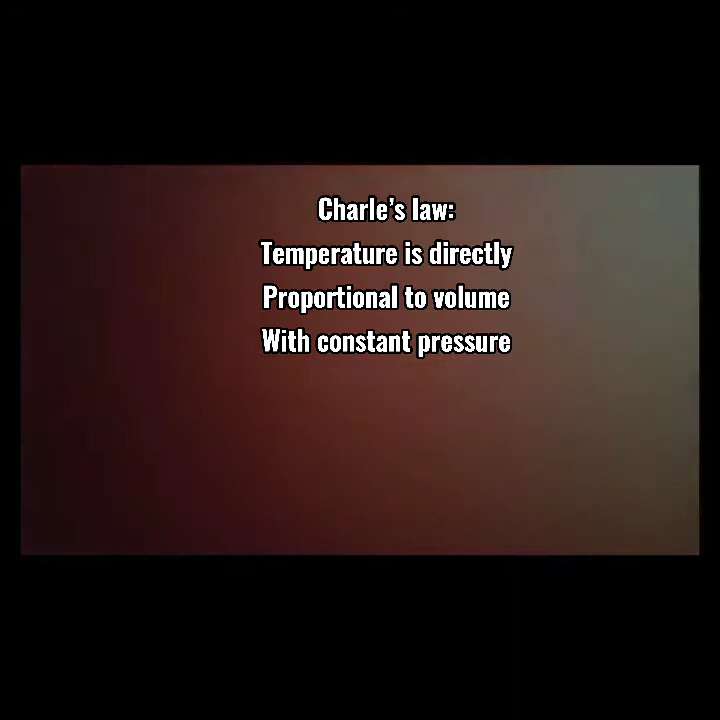 Charle's law:
Temperature is directly
Proportional to volume
With constant pressure